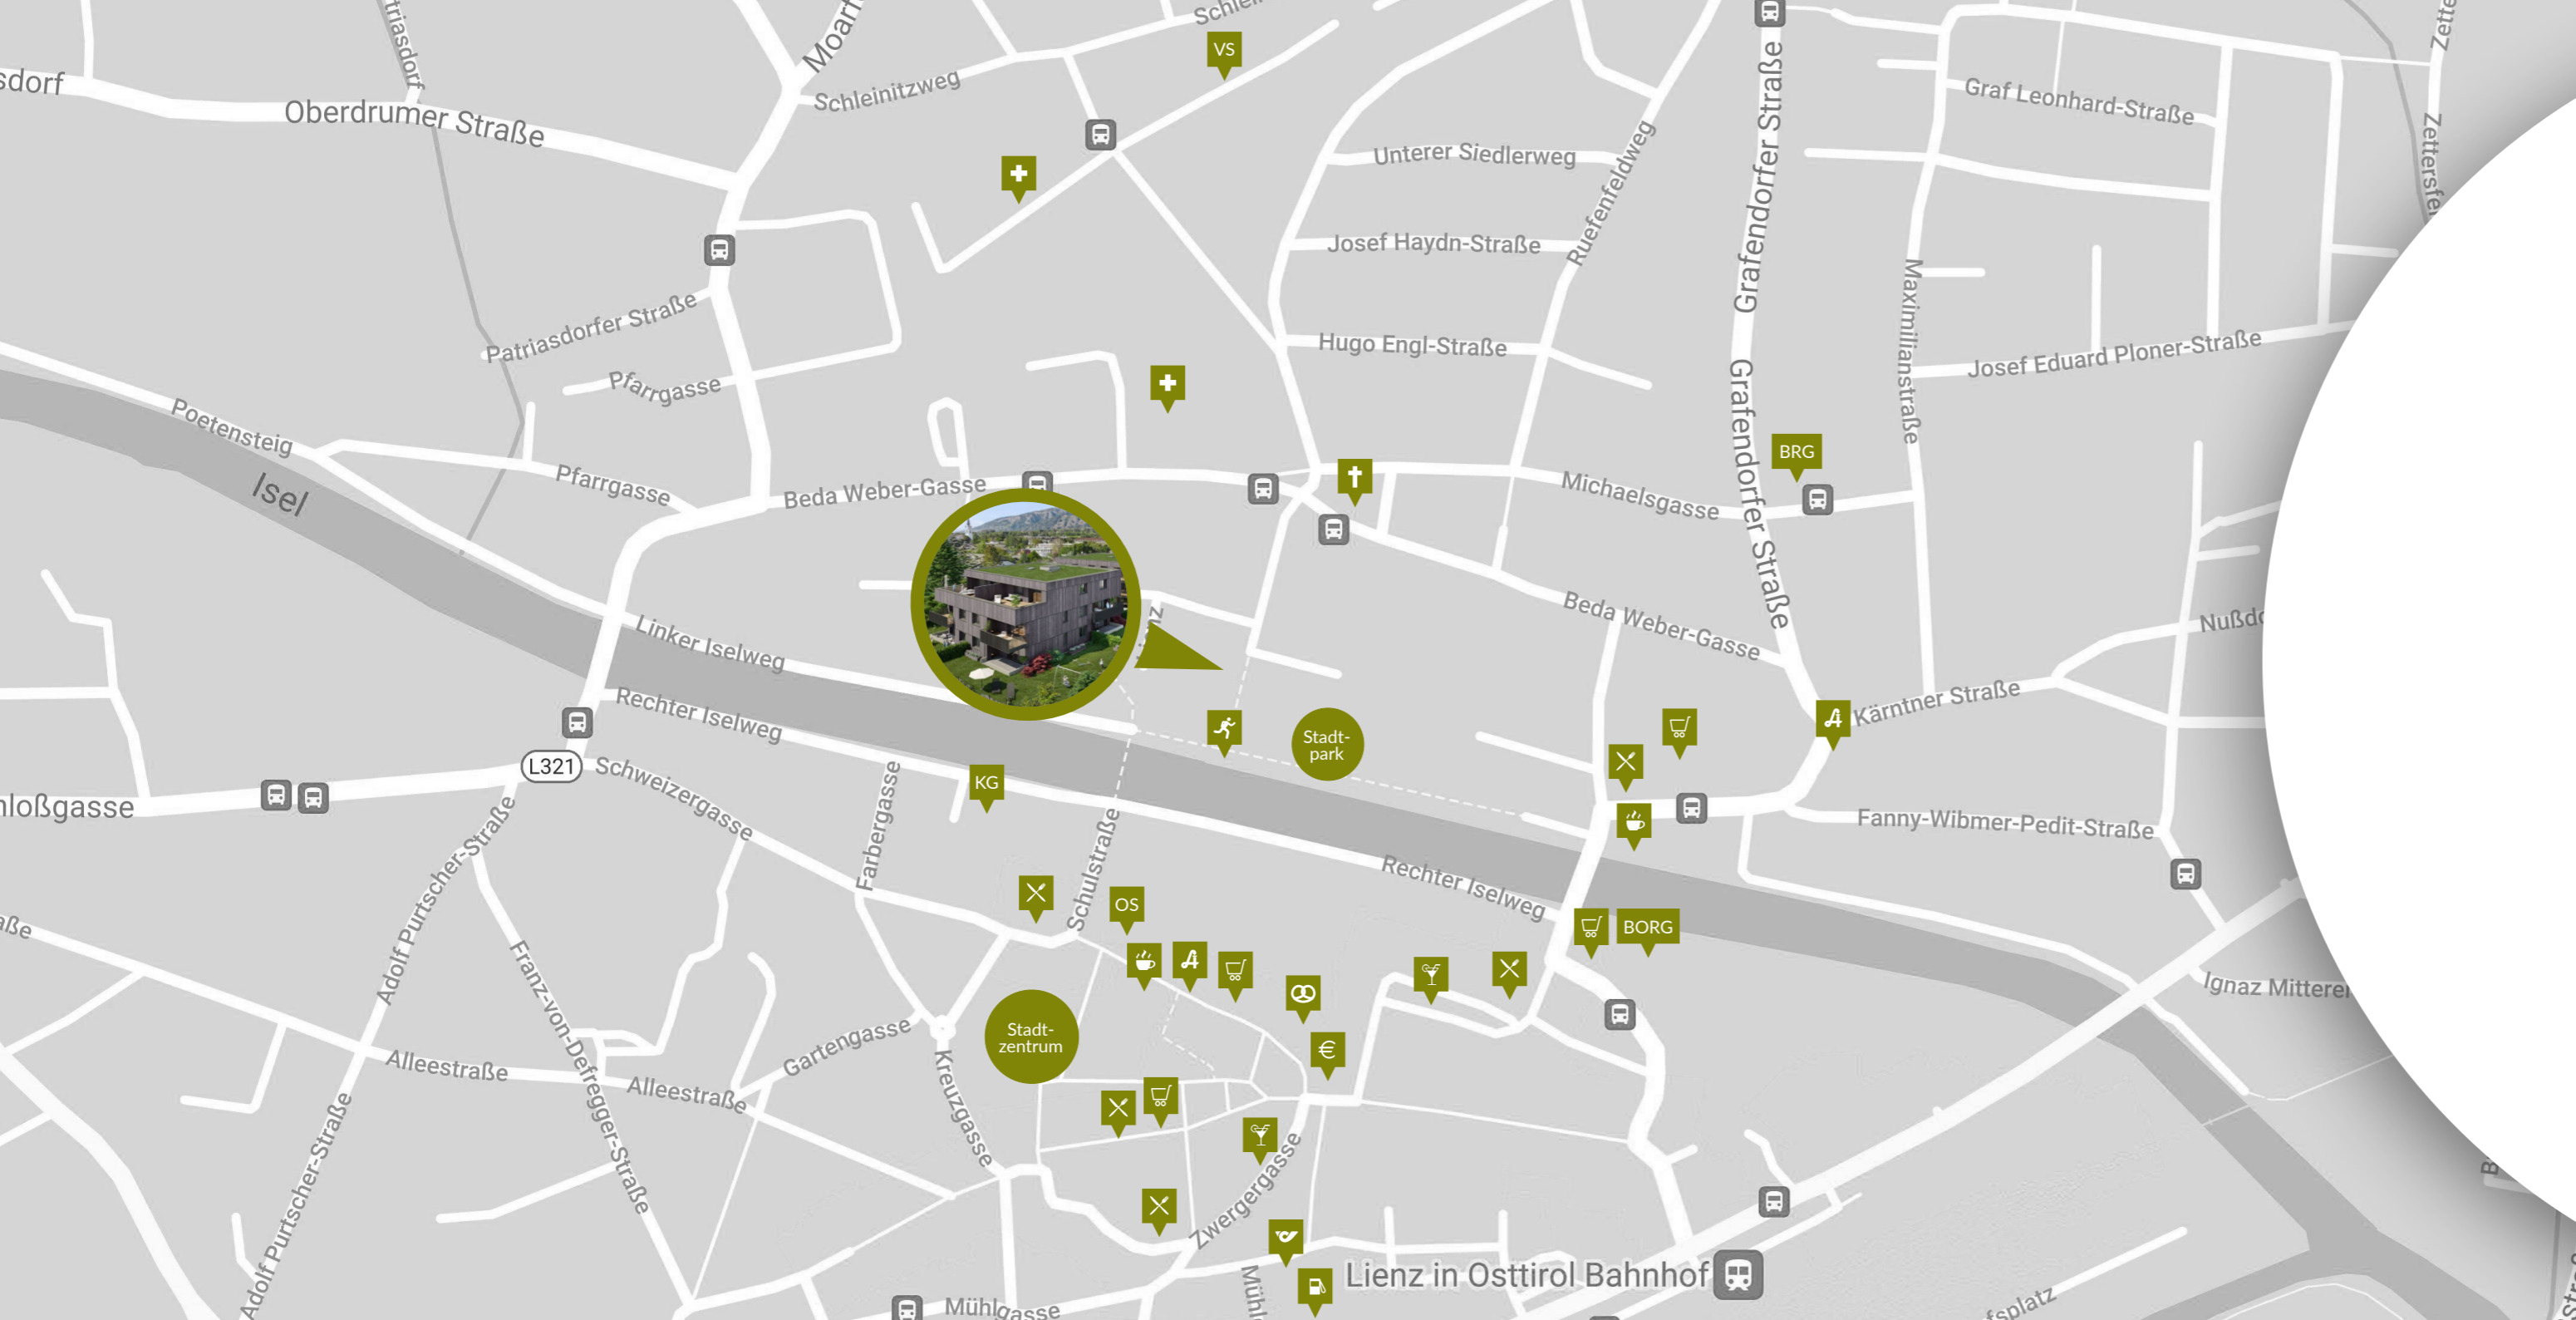 VS
Schleinitzweg
Oberdrumer Straße
Graf Leonhard-Straße
Grafendorfer Straße
Unterer Siedlerweg
Ruefenfeldweg
Josef Haydn-Straße
Maximilianstraße
Patriasdorfer Straße
Hugo Engl-Straße
Josef Eduard Ploner-Straße
Pfarrgasse
Grafendorfer Straße
Poetensteig
BRG
Isel
Pfarrgasse
Beda Weber-Gasse
Michaelsgasse
Linker Iselweg
Beda Weber-Gasse
Rechter Iselweg
Kärntner Straße
Stadt-
park
L321
Schweizergasse
KG
Farbergasse
Schulstraße
Fanny-Wibmer-Pedit-Straße
Adolf Purtscher-Straße
Rechter Iselweg
OS
BORG
Franz-von-Defregger-Straße
Stadt-
zentrum
Gartengasse
Alleestraße
Alleestraße
Kreuzgasse
Adolf Purtscher-Straße
Zwergergasse
Lienz in Osttirol Bahnhof
Mühlgasse